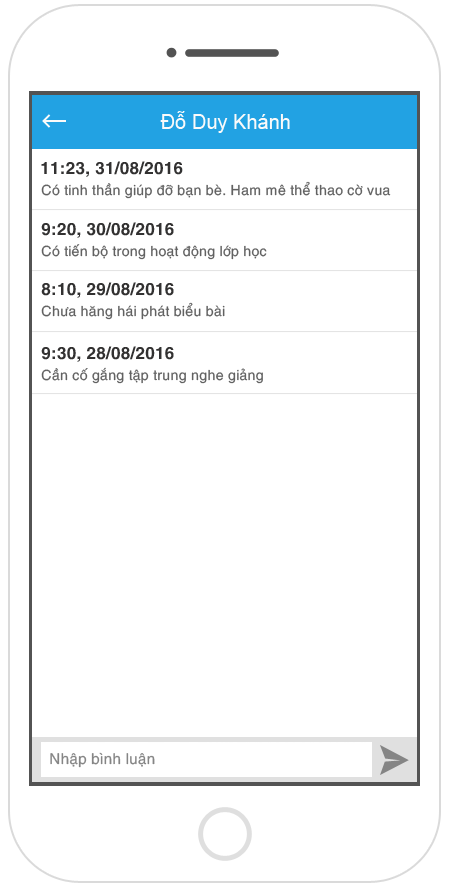 Đỗ Duy Khánh
11:23, 31/08/2016
Có tinh thần giúp đỡ bạn bè. Ham mê thể thao cờ vua
9:20, 30/08/2016
Có tiến bộ trong hoạt động lớp học
8:10, 29/08/2016
Chưa hăng hái phát biểu bài
9:30, 28/08/2016
Cần cố gắng tập trung nghe giảng
Nhập bình luận